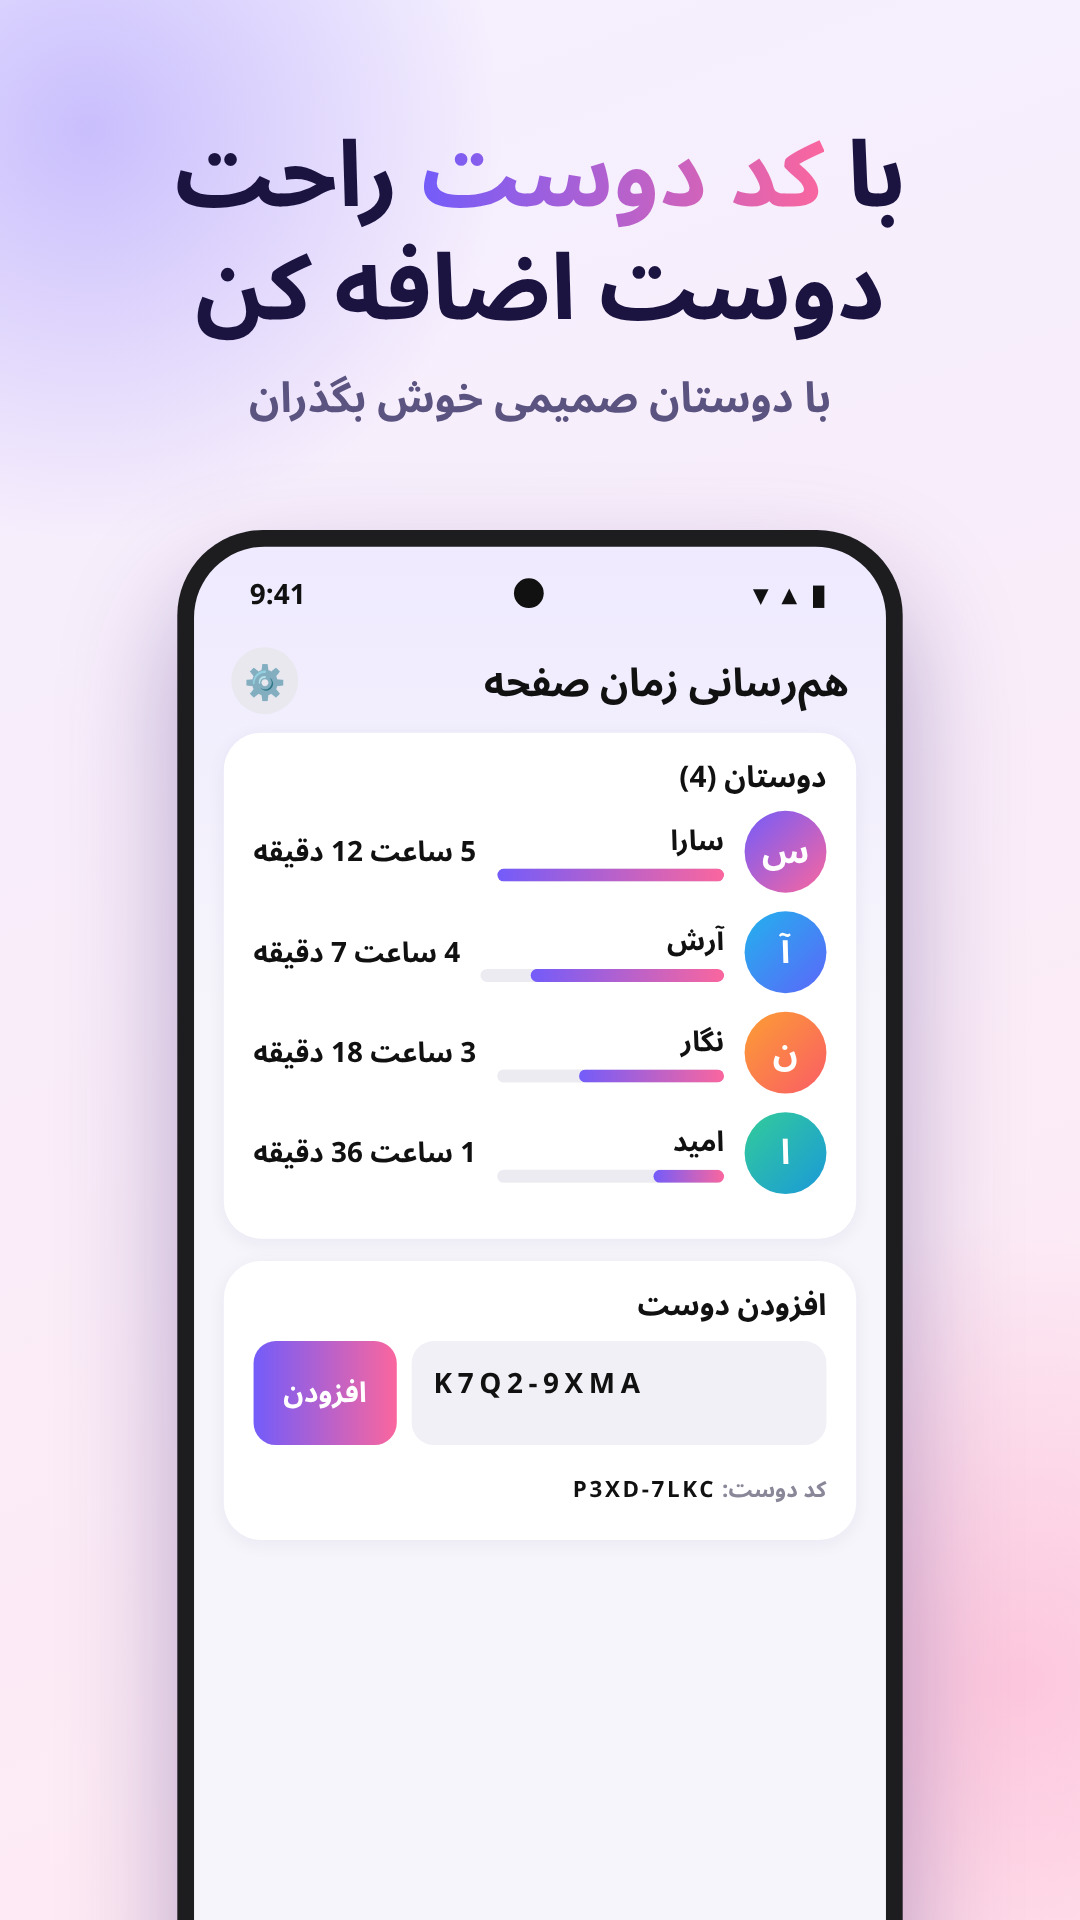 با کد دوست راحت
دوست اضافه کن
با دوستان صمیمی خوش بگذران
9:41
هم‌رسانی زمان صفحه
دوستان (4)
س
سارا
5 ساعت 12 دقیقه
آ
آرش
4 ساعت 7 دقیقه
ن
نگار
3 ساعت 18 دقیقه
ا
امید
1 ساعت 36 دقیقه
افزودن دوست
K7Q2-9XMA
افزودن
کد دوست: P3XD-7LKC